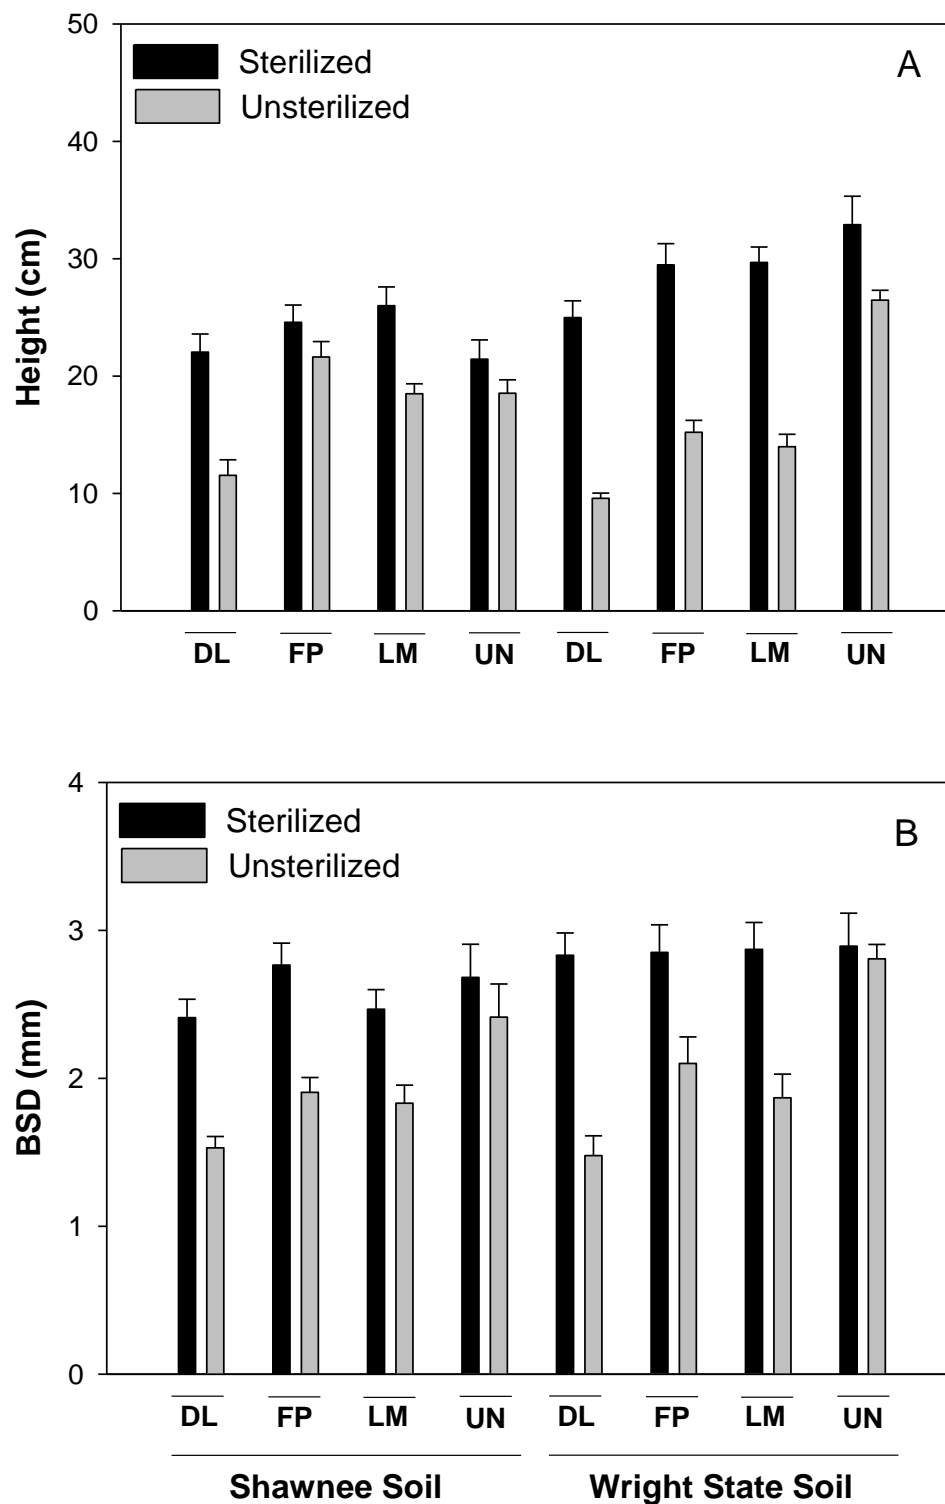 50
Sterilized
A
Unsterilized
40
30
20
10
0
Height (cm)
DL FP LM UN DL FP LM UN
4
Sterilized
B
Unsterilized
3
2
1
0
BSD (mm)
DL FP LM UN DL FP LM UN
Shawnee Soil Wright State Soil